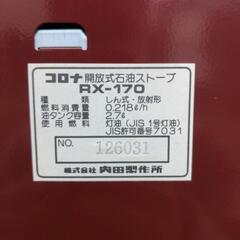 コロナ 開放式石油ストーブ
RX-170
種類 しん式・放射形
燃料消費量 0.218ℓ/h
油タンク容量 2.7ℓ
使用燃料 灯油(JIS 1号灯油)
JIS許可番号7031
NO. 126031
株式会社 内田製作所